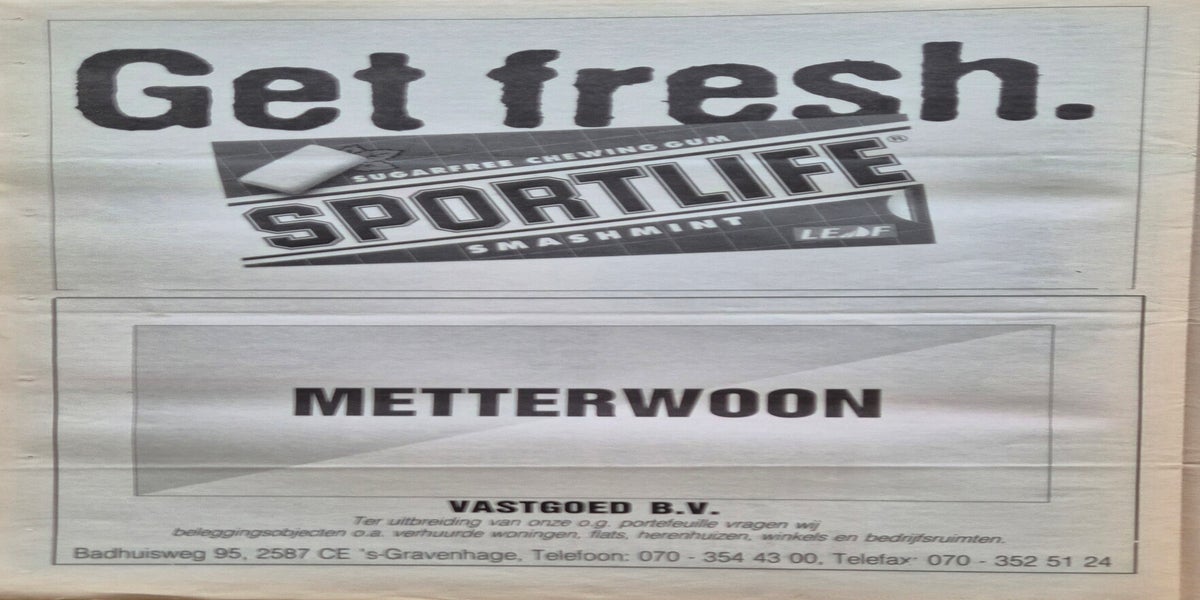 Get fresh.
SUGARFREE CHEWING GUM
SPORTLIFE®
SMASHMINT
LEAF
METTERWOON
VASTGOED B.V.
Ter uitbreiding van onze o.g. portefeuille vragen wij
beleggingsobjecten o.a. verhuurde woningen, flats, herenhuizen, winkels en bedrijfsruimten.
Badhuisweg 95, 2587 CE 's-Gravenhage, Telefoon: 070 - 354 43 00, Telefax: 070 - 352 51 24